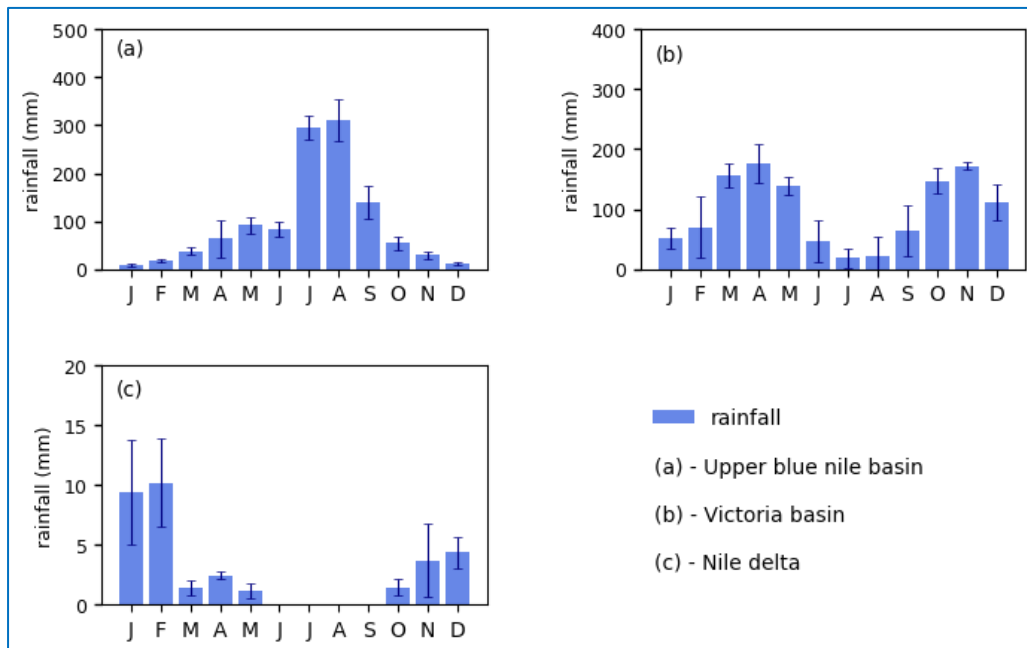 (a)
rainfall (mm)
500
400
300
200
100
0
J F M A M J J A S O N D
(b)
rainfall (mm)
400
300
200
100
0
J F M A M J J A S O N D
(c)
rainfall (mm)
20
15
10
5
0
J F M A M J J A S O N D
rainfall
(a) - Upper blue nile basin
(b) - Victoria basin
(c) - Nile delta